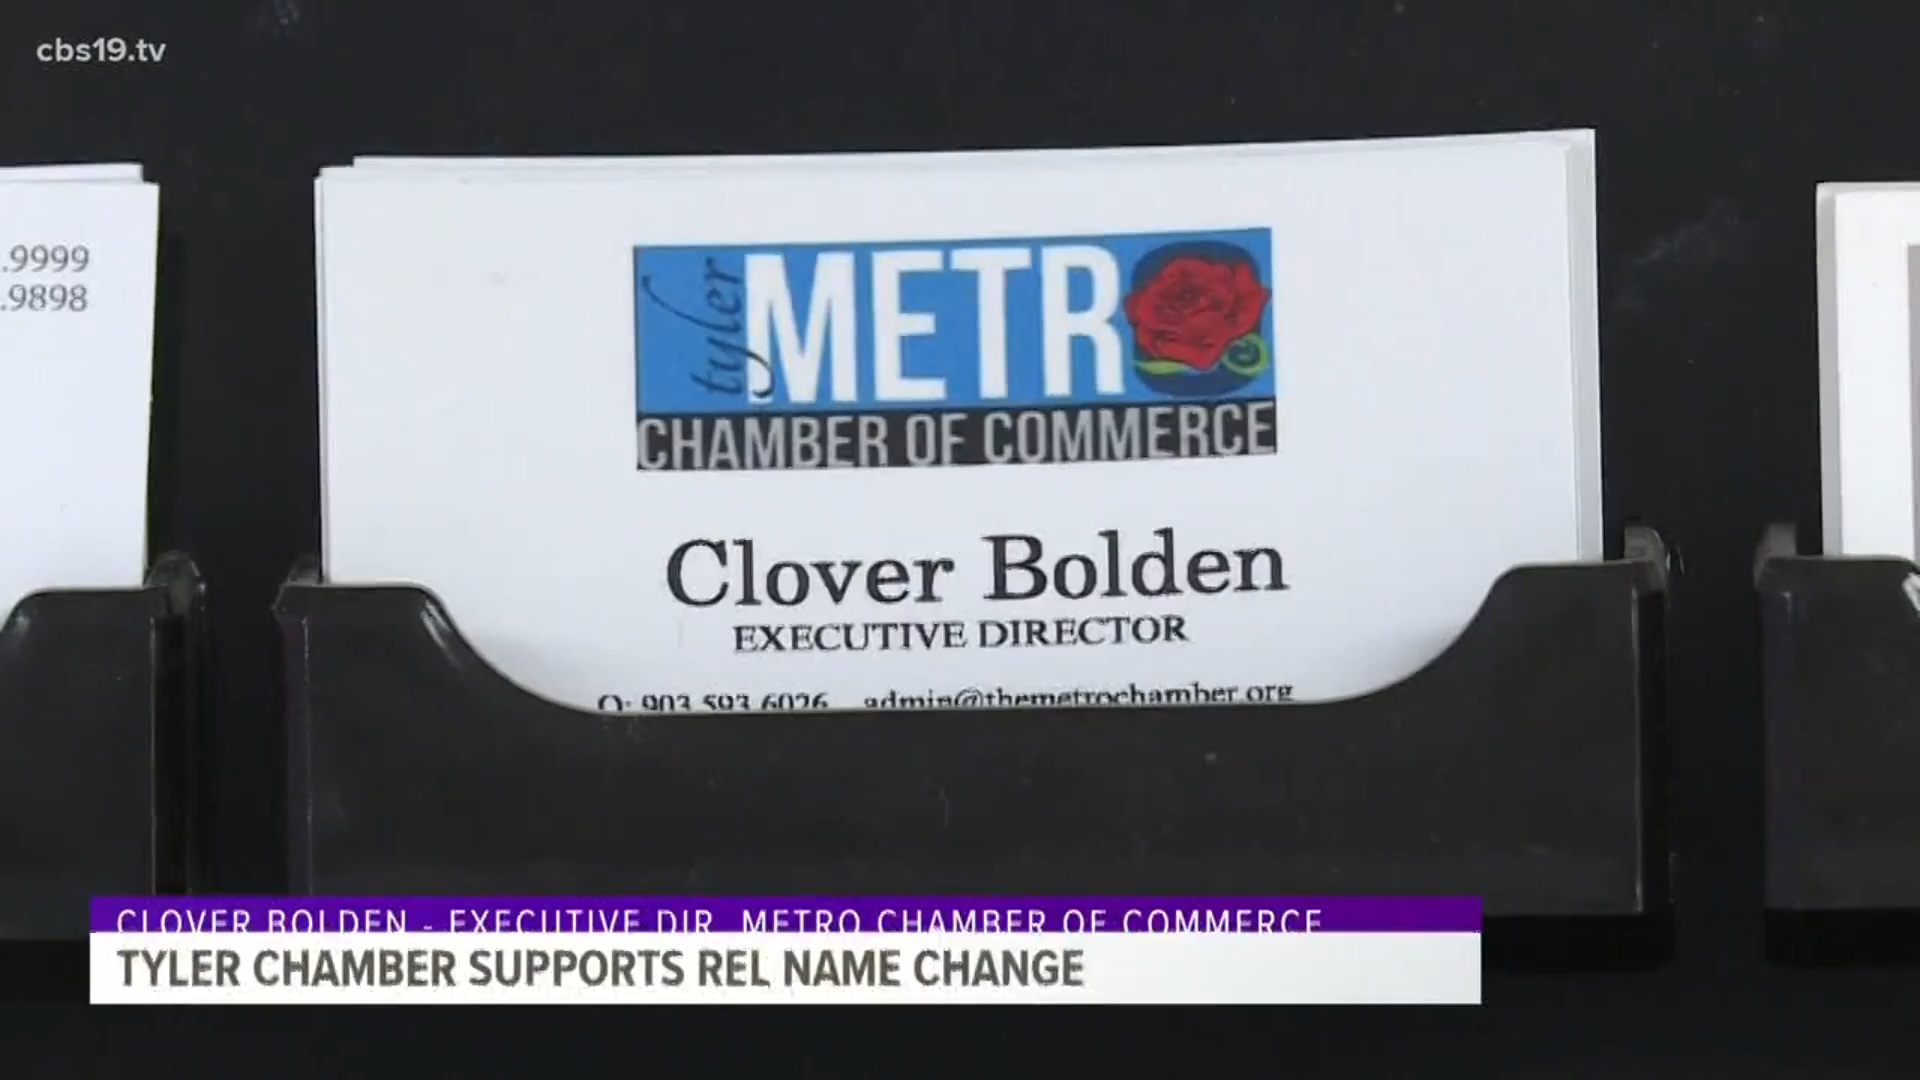 cbs19.tv
.9999
.9898
tyler METRO
CHAMBER OF COMMERCE
Clover Bolden
EXECUTIVE DIRECTOR
O: 903.593.6026 admin@themetrochamber.org
CLOVER BOLDEN - EXECUTIVE DIR. METRO CHAMBER OF COMMERCE
TYLER CHAMBER SUPPORTS REL NAME CHANGE